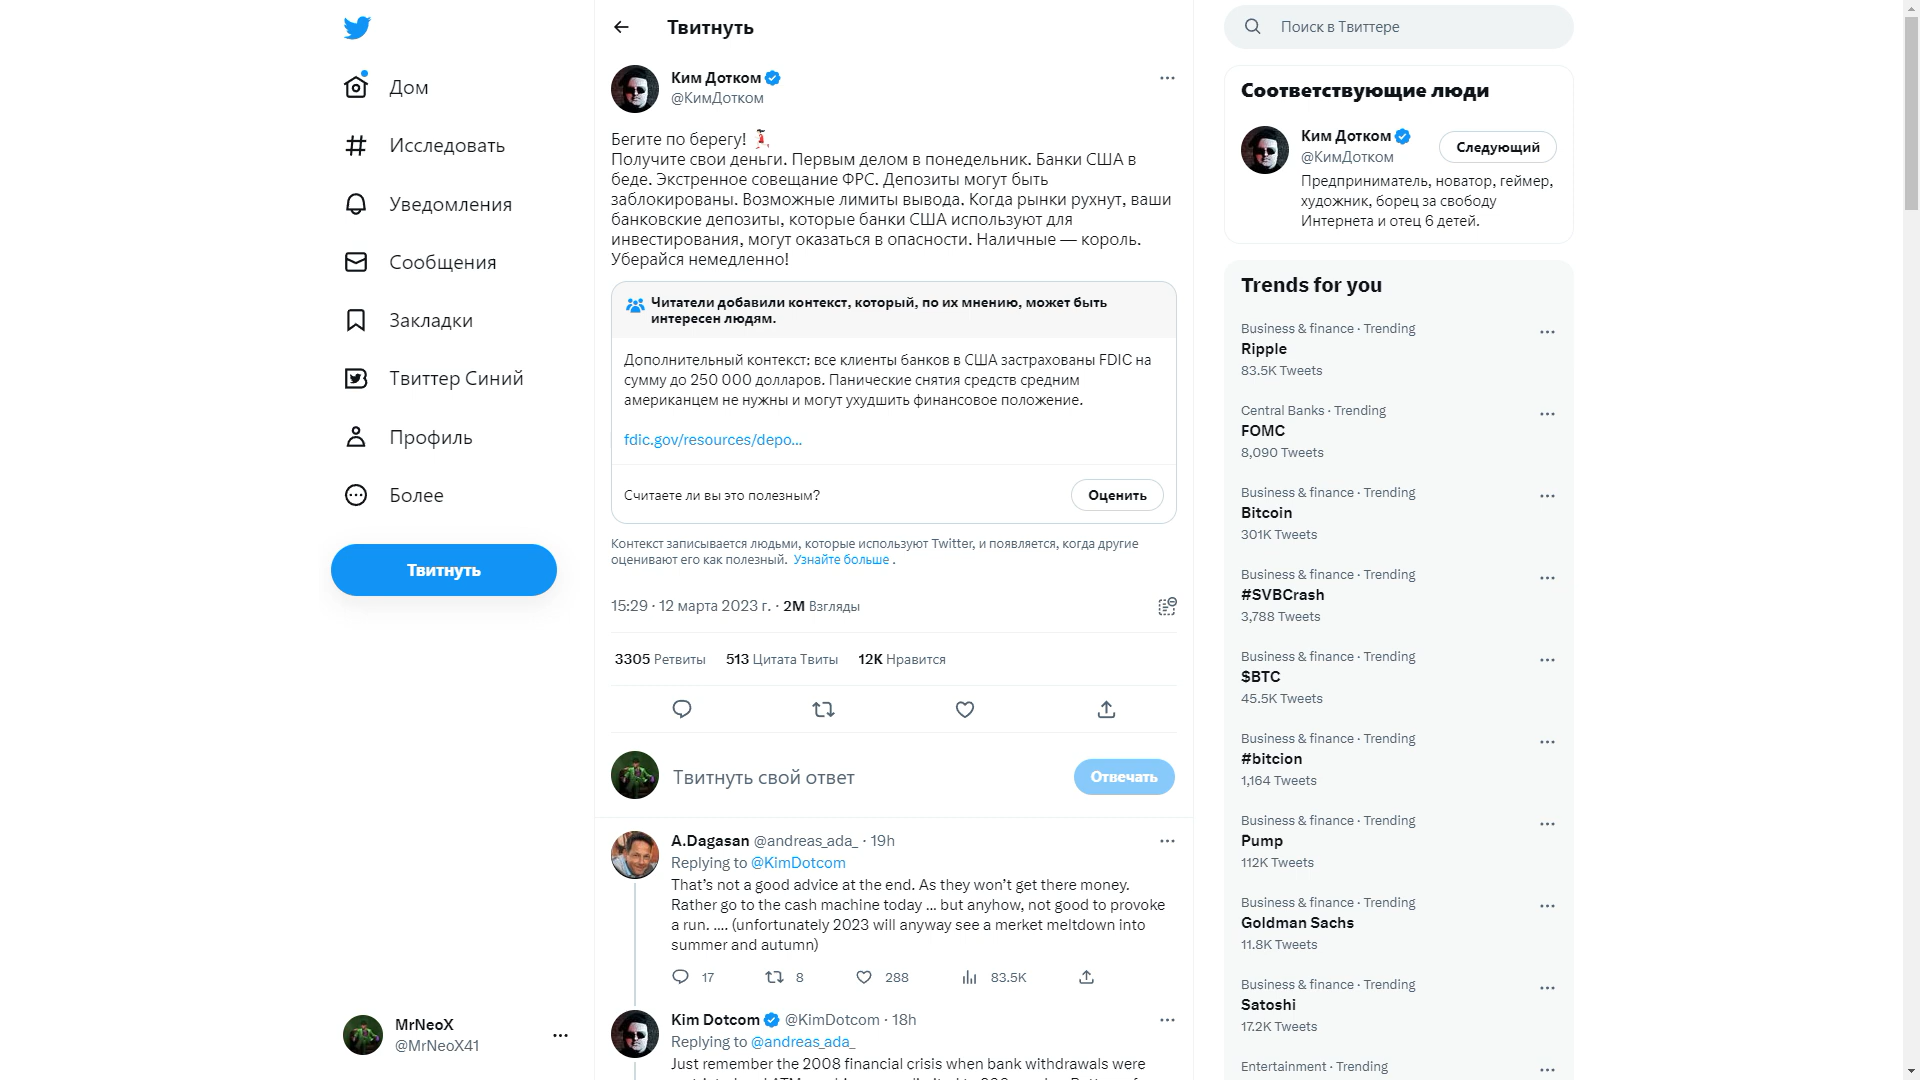 Твитнуть
Поиск в Твиттере
Дом
Исследовать
Уведомления
Сообщения
Закладки
Твиттер Синий
Профиль
Более
Твитнуть
MrNeoX
@MrNeoX41
Ким Дотком
@КимДотком
Бегите по берегу!
Получите свои деньги. Первым делом в понедельник. Банки США в
беде. Экстренное совещание ФРС. Депозиты могут быть
заблокированы. Возможные лимиты вывода. Когда рынки рухнут, ваши
банковские депозиты, которые банки США используют для
инвестирования, могут оказаться в опасности. Наличные — король.
Уберайся немедленно!
Читатели добавили контекст, который, по их мнению, может быть
интересен людям.
Дополнительный контекст: все клиенты банков в США застрахованы FDIC на
сумму до 250 000 долларов. Панические снятия средств средним
американцем не нужны и могут ухудшить финансовое положение.
fdic.gov/resources/depo...
Считаете ли вы это полезным?
Оценить
Контекст записывается людьми, которые используют Twitter, и появляется, когда другие
оценивают его как полезный. Узнайте больше .
15:29 · 12 марта 2023 г. · 2M Взгляды
3305 Ретвиты 513 Цитата Твиты 12K Нравится
Твитнуть свой ответ
Отвечать
A.Dagasan @andreas_ada_ · 19h
Replying to @KimDotcom
That’s not a good advice at the end. As they won’t get there money.
Rather go to the cash machine today ... but anyhow, not good to provoke
a run. .... (unfortunately 2023 will anyway see a merket meltdown into
summer and autumn)
17 8 288 83.5K
Kim Dotcom @KimDotcom · 18h
Replying to @andreas_ada_
Just remember the 2008 financial crisis when bank withdrawals were
Соответствующие люди
Ким Дотком
@КимДотком
Следующий
Предприниматель, новатор, геймер,
художник, борец за свободу
Интернета и отец 6 детей.
Trends for you
Business & finance · Trending
Ripple
83.5K Tweets
Central Banks · Trending
FOMC
8,090 Tweets
Business & finance · Trending
Bitcoin
301K Tweets
Business & finance · Trending
#SVBCrash
3,788 Tweets
Business & finance · Trending
$BTC
45.5K Tweets
Business & finance · Trending
#bitcion
1,164 Tweets
Business & finance · Trending
Pump
112K Tweets
Business & finance · Trending
Goldman Sachs
11.8K Tweets
Business & finance · Trending
Satoshi
17.2K Tweets
Entertainment · Trending